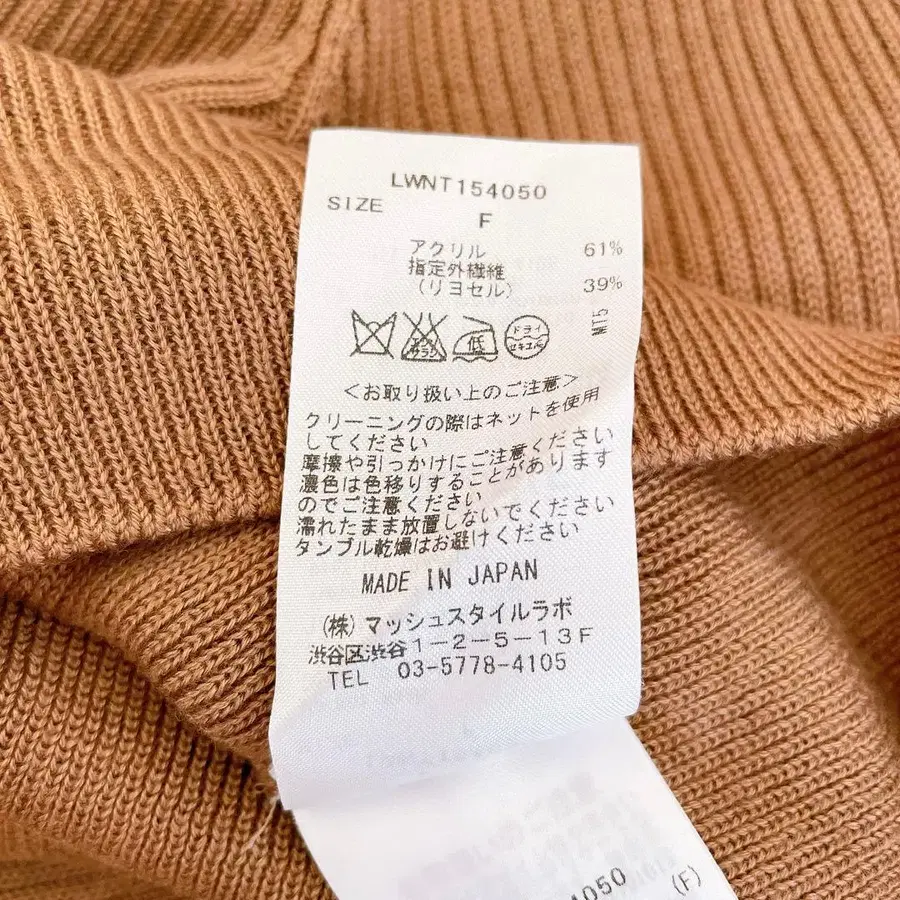 LWNT154050
SIZE F
アクリル 61%
指定外繊維
(リヨセル) 39%
MT5
エンソ サラシ 低 ドライ セキユ系
<お取り扱い上のご注意>
クリーニングの際はネットを使用
してください
摩擦や引っかけにご注意ください
濃色は色移りすることがあります
のでご注意ください
濡れたまま放置しないでください
タンブル乾燥はお避けください
MADE IN JAPAN
(株)マッシュスタイルラボ
渋谷区渋谷1-2-5-13F
TEL 03-5778-4105
4050
(F)